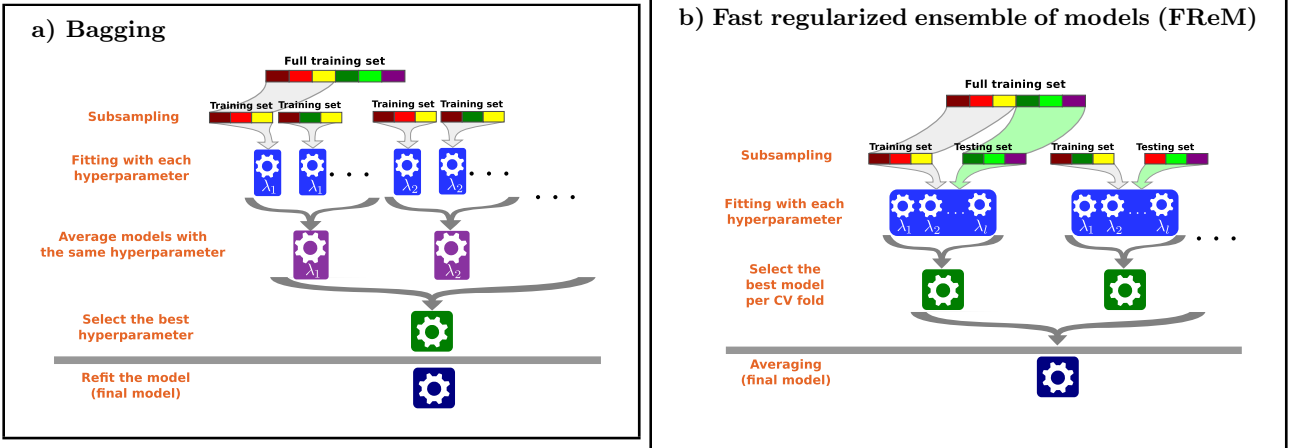 a) Bagging
Full training set
Training set Training set Training set Training set
Subsampling
Fitting with each
hyperparameter
λ1 λ1 . . . λ2 λ2 . . .
. . .
Average models with
the same hyperparameter
λ1 λ2
Select the best
hyperparameter
Refit the model
(final model)
b) Fast regularized ensemble of models (FReM)
Full training set
Training set Testing set Training set Testing set
Subsampling
Fitting with each
hyperparameter
... ...
λ1 λ2 λl λ1 λ2 λl
. . .
Select the
best model
per CV fold
Averaging
(final model)